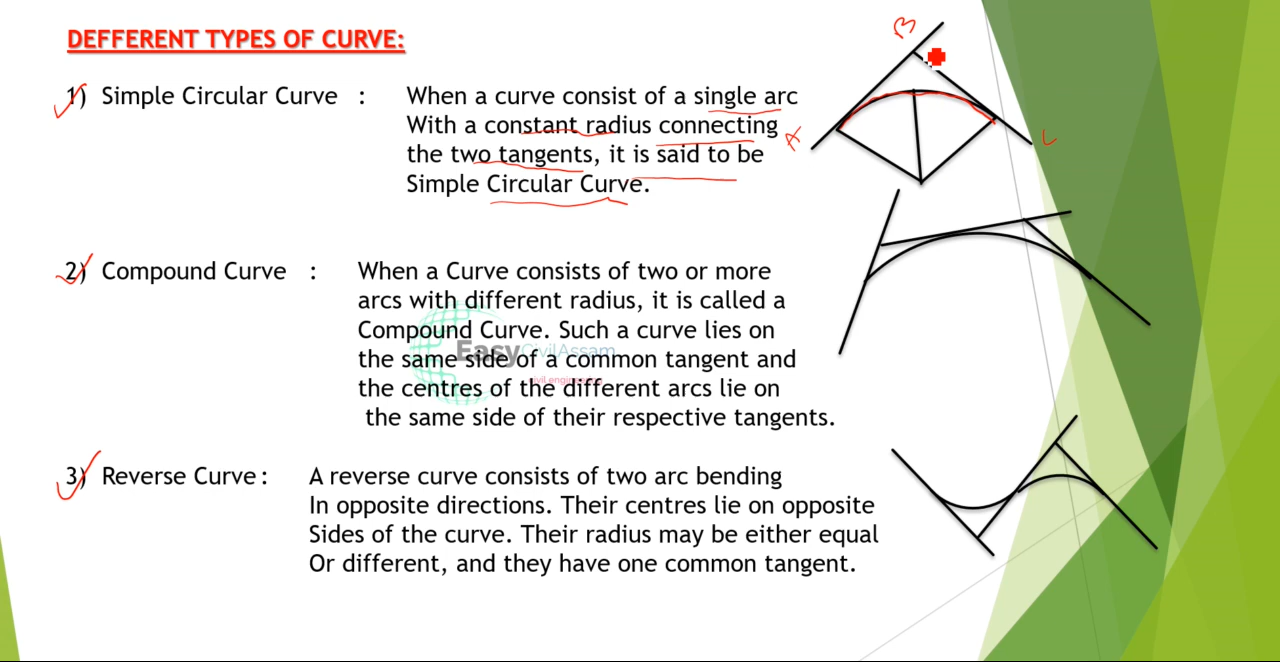 DEFFERENT TYPES OF CURVE:
B
1) Simple Circular Curve : When a curve consist of a single arc
With a constant radius connecting
the two tangents, it is said to be
Simple Circular Curve.
A
2) Compound Curve : When a Curve consists of two or more
arcs with different radius, it is called a
Compound Curve. Such a curve lies on
the same side of a common tangent and
the centres of the different arcs lie on
the same side of their respective tangents.
EasyCivilAssam
3) Reverse Curve: A reverse curve consists of two arc bending
In opposite directions. Their centres lie on opposite
Sides of the curve. Their radius may be either equal
Or different, and they have one common tangent.